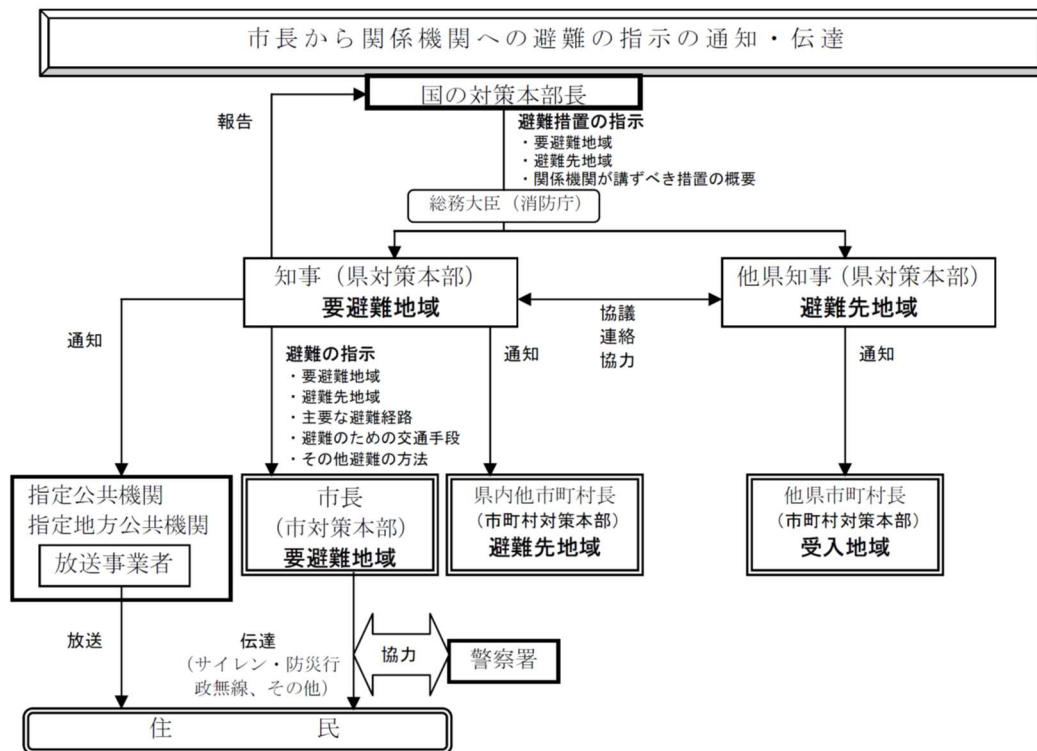 市長から関係機関への避難の指示の通知・伝達
国の対策本部長
報告
避難措置の指示
・要避難地域
・避難先地域
・関係機関が講ずべき措置の概要
総務大臣（消防庁）
知事（県対策本部）
要避難地域
他県知事（県対策本部）
避難先地域
協議
連絡
協力
通知
避難の指示
・要避難地域
・避難先地域
・主要な避難経路
・避難のための交通手段
・その他避難の方法
通知
通知
指定公共機関
指定地方公共機関
放送事業者
市長
（市対策本部）
要避難地域
県内他市町村長
（市町村対策本部）
避難先地域
他県市町村長
（市町村対策本部）
受入地域
放送
伝達
（サイレン・防災行
政無線、その他）
協力
警察署
住　　　民